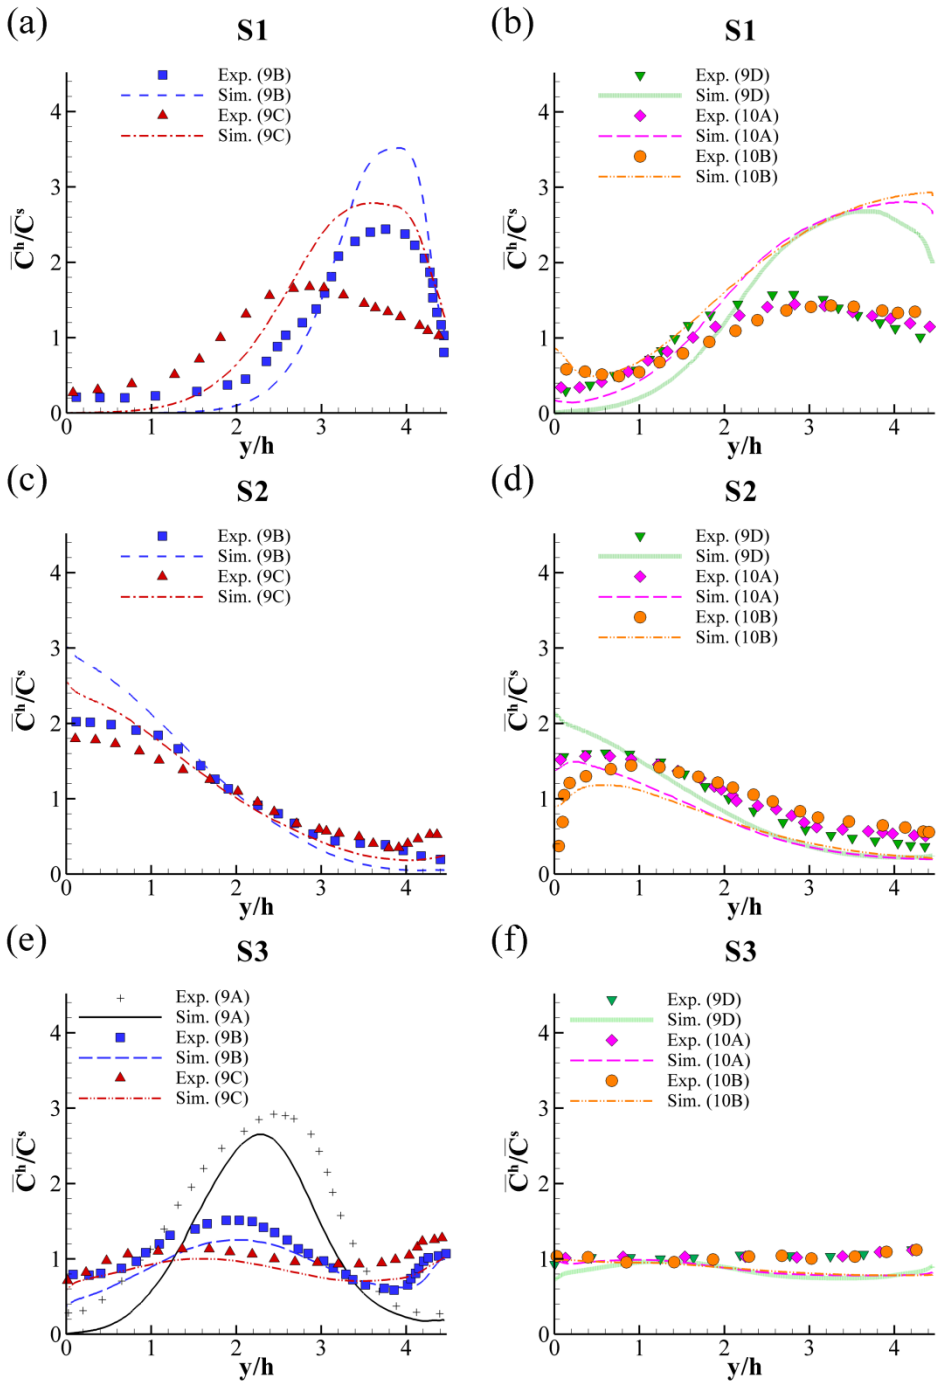 (a)
S1
Exp. (9B)
Sim. (9B)
Exp. (9C)
Sim. (9C)
4
3
2
1
0
C̅ʰ/C̅ˢ
0 1 2 3 4
y/h
(b)
S1
Exp. (9D)
Sim. (9D)
Exp. (10A)
Sim. (10A)
Exp. (10B)
Sim. (10B)
4
3
2
1
0
C̅ʰ/C̅ˢ
0 1 2 3 4
y/h
(c)
S2
Exp. (9B)
Sim. (9B)
Exp. (9C)
Sim. (9C)
4
3
2
1
0
C̅ʰ/C̅ˢ
0 1 2 3 4
y/h
(d)
S2
Exp. (9D)
Sim. (9D)
Exp. (10A)
Sim. (10A)
Exp. (10B)
Sim. (10B)
4
3
2
1
0
C̅ʰ/C̅ˢ
0 1 2 3 4
y/h
(e)
S3
Exp. (9A)
Sim. (9A)
Exp. (9B)
Sim. (9B)
Exp. (9C)
Sim. (9C)
4
3
2
1
0
C̅ʰ/C̅ˢ
0 1 2 3 4
y/h
(f)
S3
Exp. (9D)
Sim. (9D)
Exp. (10A)
Sim. (10A)
Exp. (10B)
Sim. (10B)
4
3
2
1
0
C̅ʰ/C̅ˢ
0 1 2 3 4
y/h